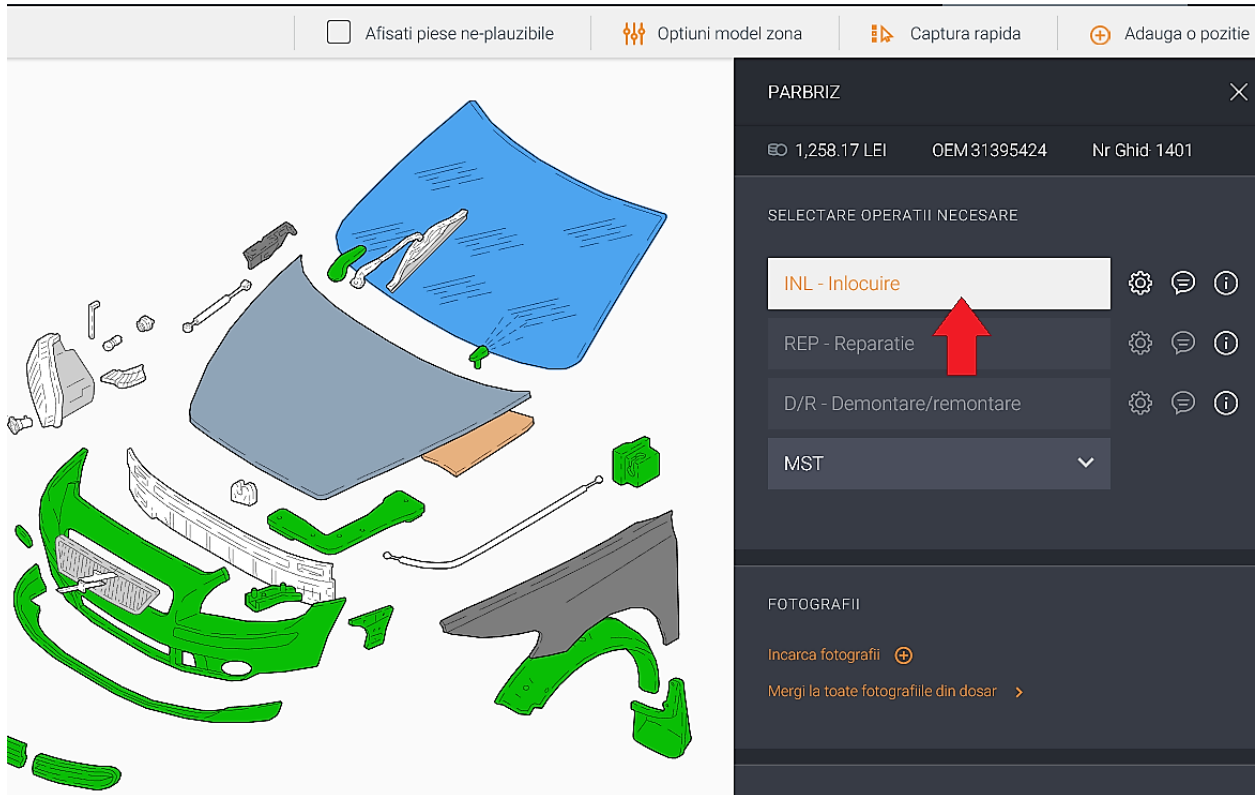 Afisati piese ne-plauzibile
Optiuni model zona
Captura rapida
Adauga o pozitie
PARBRIZ
1,258.17 LEI OEM 31395424 Nr Ghid 1401
SELECTARE OPERATII NECESARE
INL - Inlocuire
REP - Reparatie
D/R - Demontare/remontare
MST
FOTOGRAFII
Incarca fotografii
Mergi la toate fotografiile din dosar